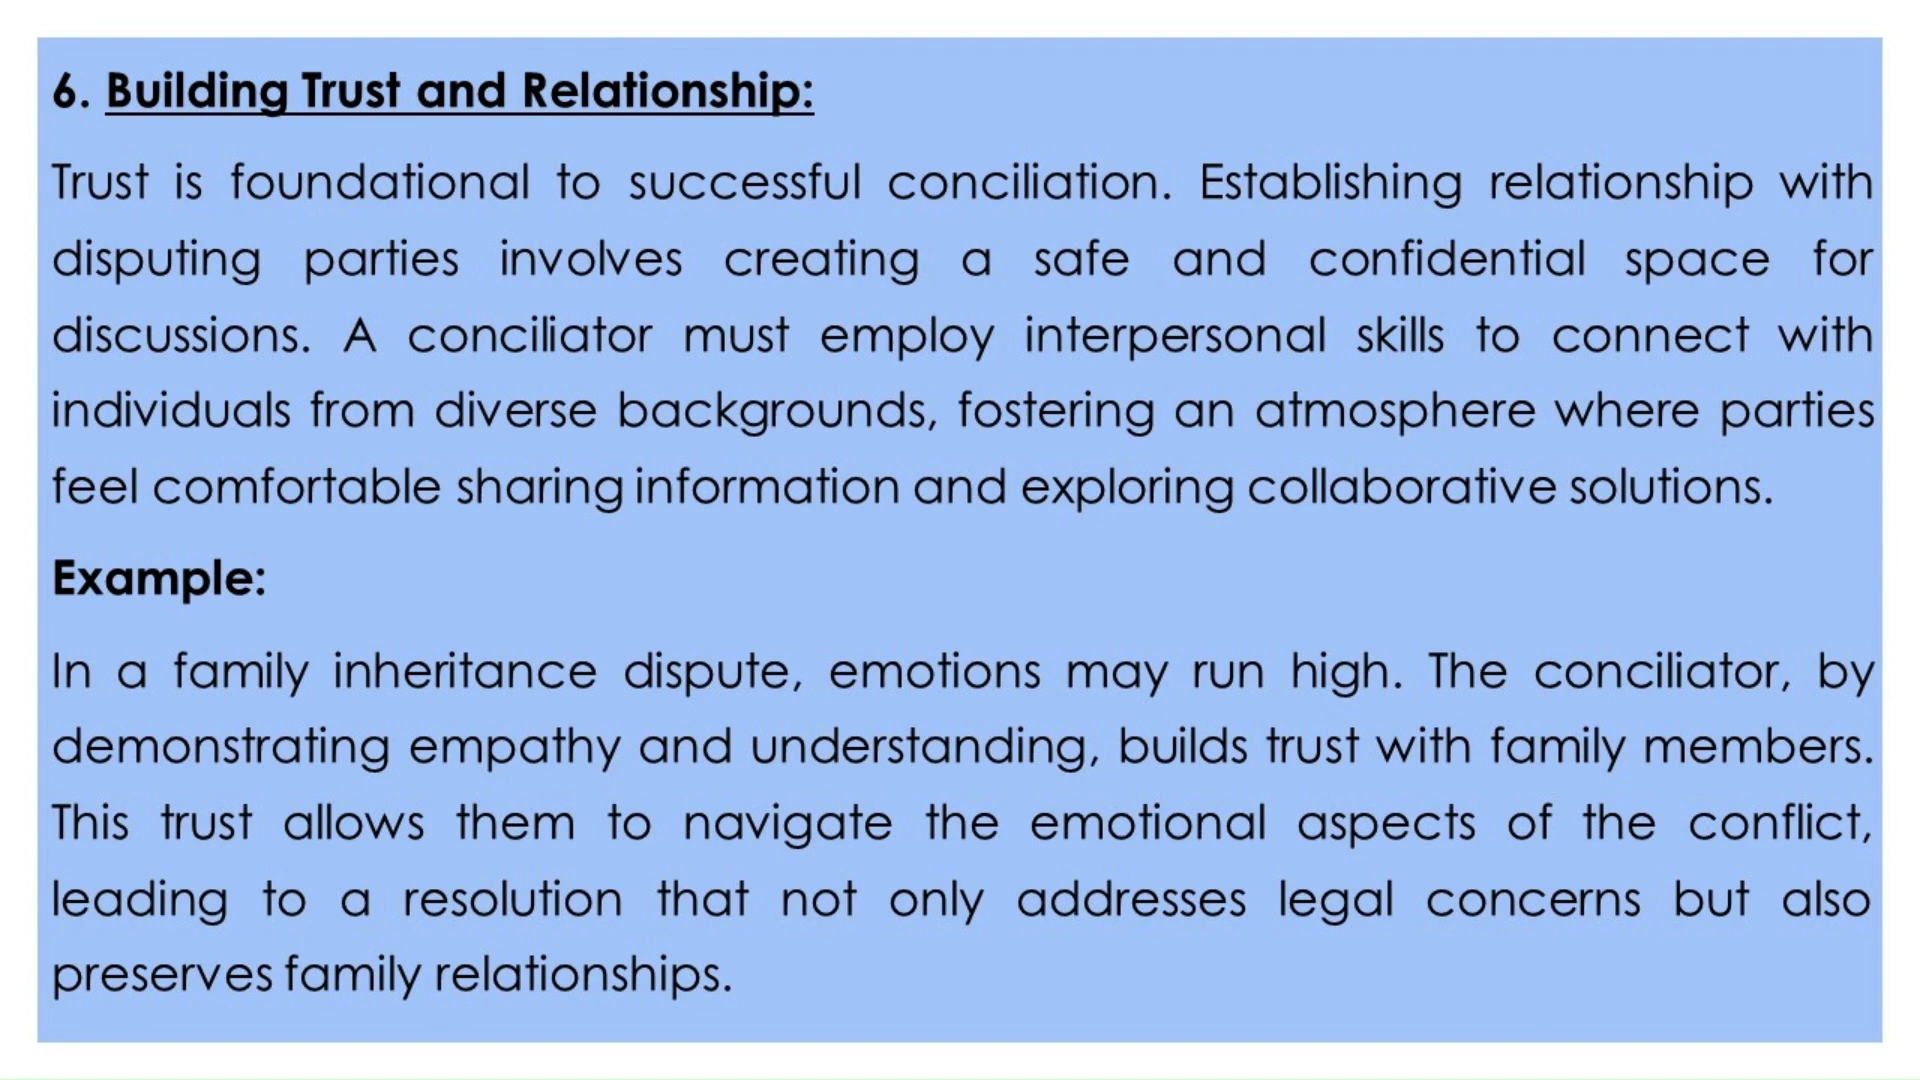 6. Building Trust and Relationship:
Trust is foundational to successful conciliation. Establishing relationship with
disputing parties involves creating a safe and confidential space for
discussions. A conciliator must employ interpersonal skills to connect with
individuals from diverse backgrounds, fostering an atmosphere where parties
feel comfortable sharing information and exploring collaborative solutions.
Example:
In a family inheritance dispute, emotions may run high. The conciliator, by
demonstrating empathy and understanding, builds trust with family members.
This trust allows them to navigate the emotional aspects of the conflict,
leading to a resolution that not only addresses legal concerns but also
preserves family relationships.